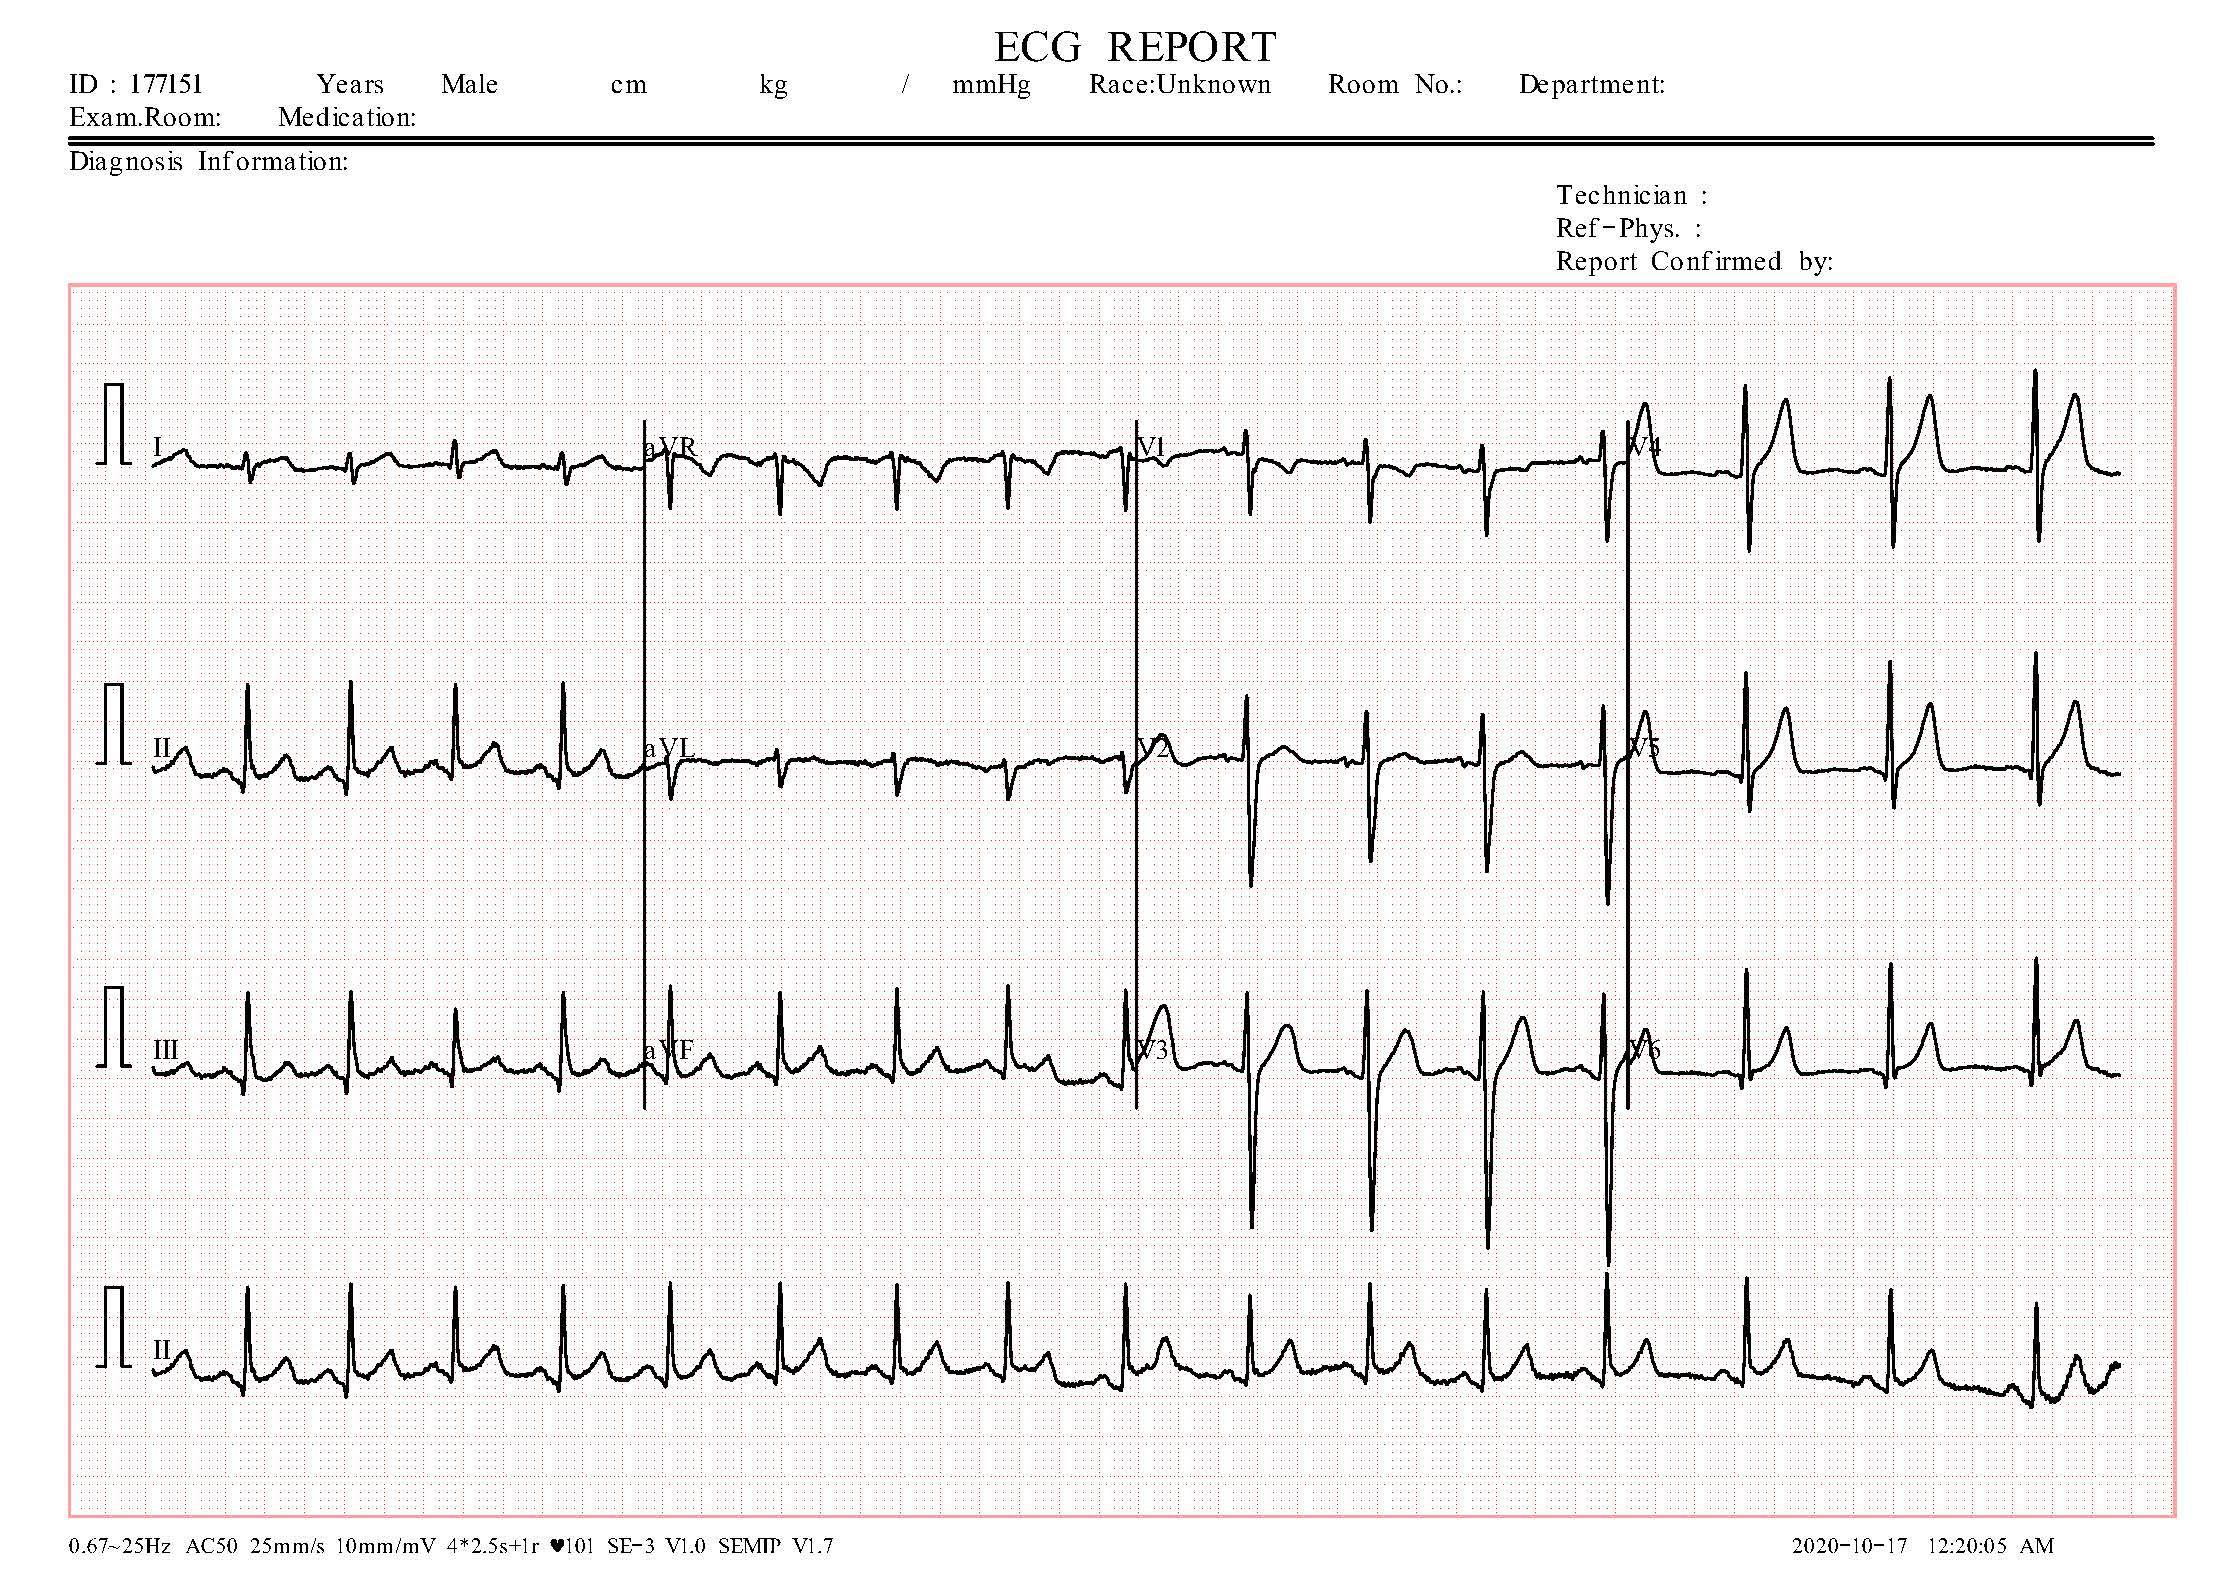 ECG REPORT
ID : 177151 Years Male cm kg / mmHg Race:Unknown Room No.: Department:
Exam.Room: Medication:
Diagnosis Information:
Technician :
Ref-Phys. :
Report Confirmed by:
I aVR V1 V4
II aVL V2 V5
III aVF V3 V6
II
0.67~25Hz AC50 25mm/s 10mm/mV 4*2.5s+1r ♥101 SE-3 V1.0 SEMIP V1.7 2020-10-17 12:20:05 AM